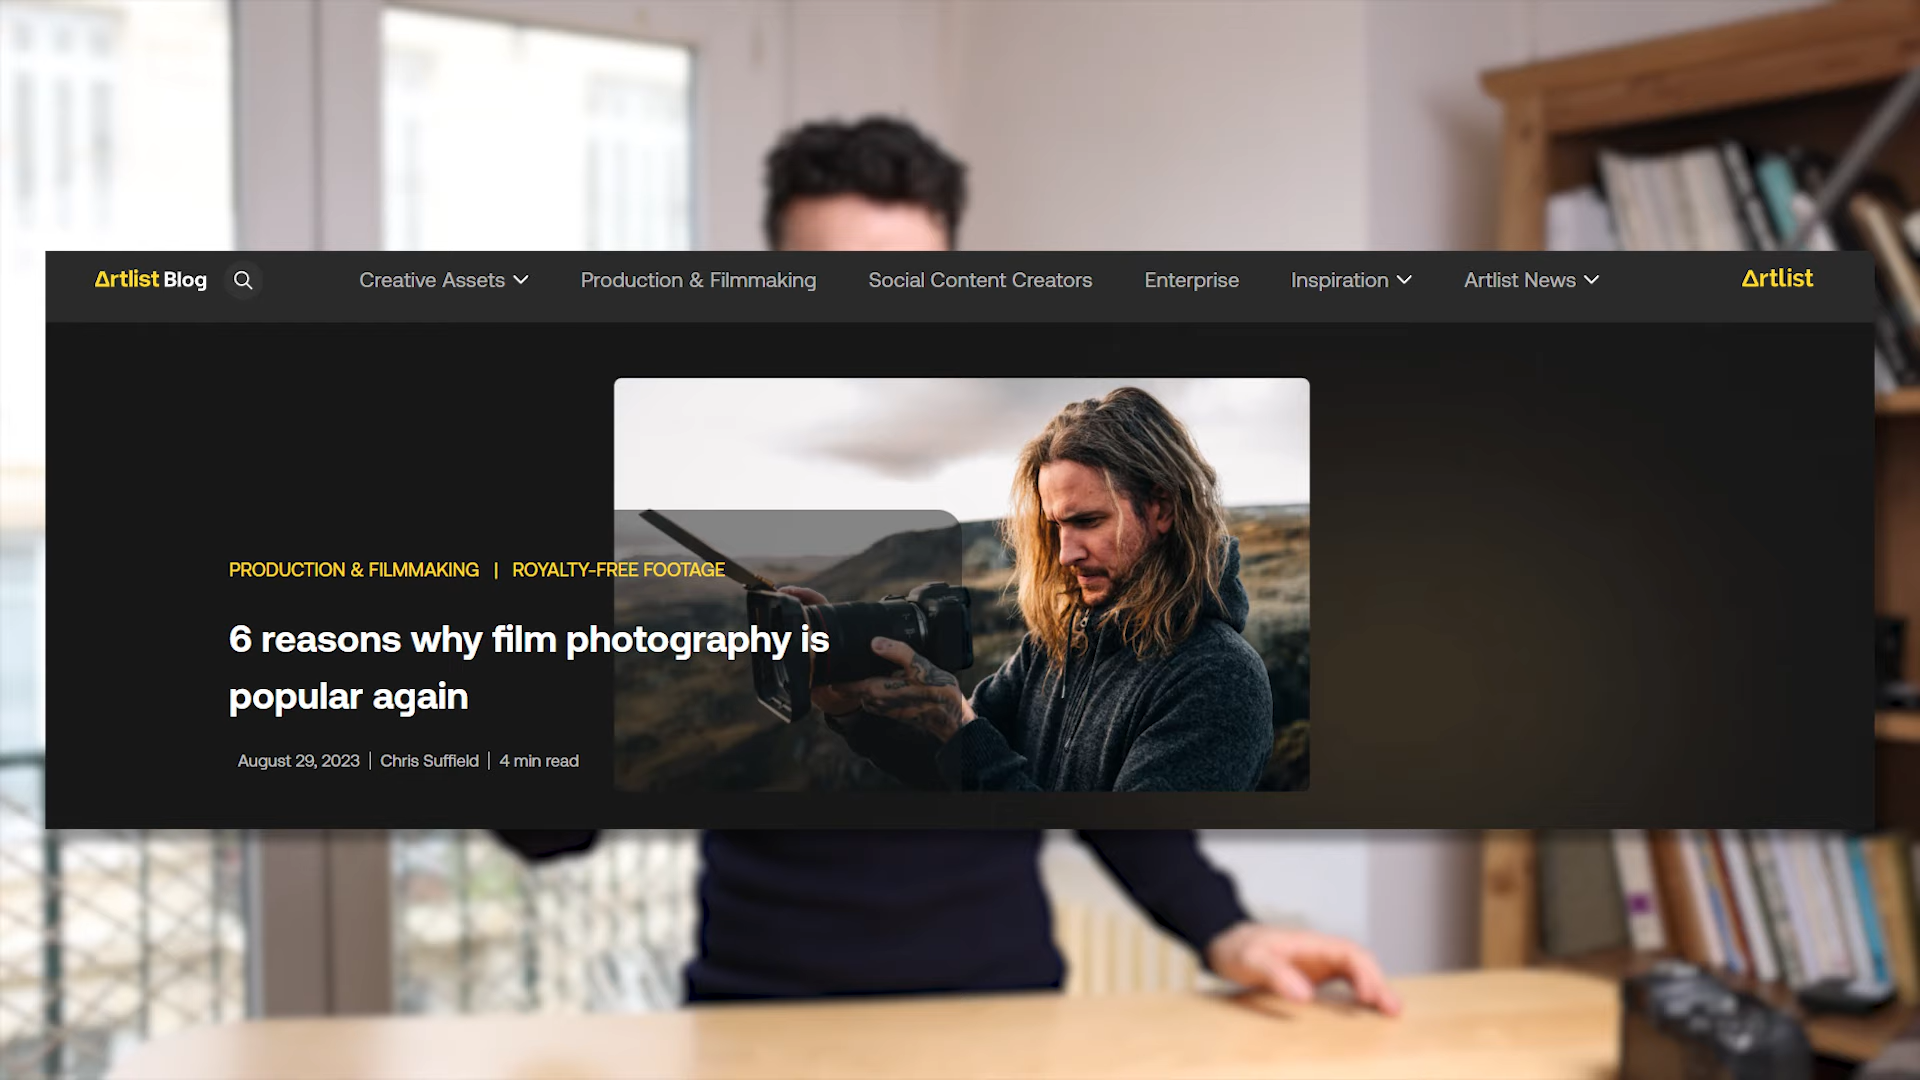 Artlist Blog
Creative Assets
Production & Filmmaking
Social Content Creators
Enterprise
Inspiration
Artlist News
Artlist
PRODUCTION & FILMMAKING | ROYALTY-FREE FOOTAGE
6 reasons why film photography is
popular again
August 29, 2023 | Chris Suffield | 4 min read